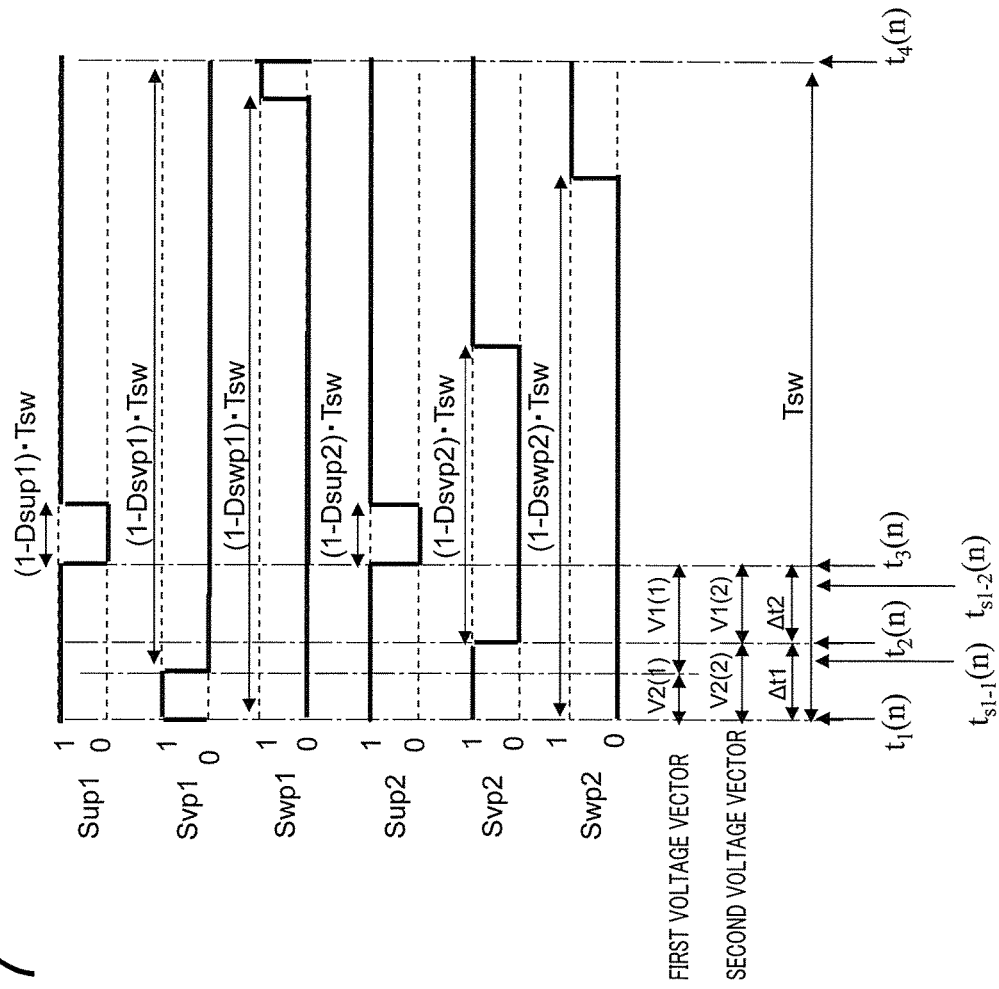 (1-Dsup1)·Tsw
Sup1
1
0
(1-Dsvp1)·Tsw
Svp1
1
0
(1-Dswp1)·Tsw
Swp1
1
0
(1-Dsup2)·Tsw
Sup2
1
0
(1-Dsvp2)·Tsw
Svp2
1
0
(1-Dswp2)·Tsw
Swp2
1
0
FIRST VOLTAGE VECTOR
V2(1)
V1(1)
SECOND VOLTAGE VECTOR
V2(2)
V1(2)
Δt1
Δt2
Tsw
t1(n)
t2(n)
t3(n)
t4(n)
ts1-1(n)
ts1-2(n)